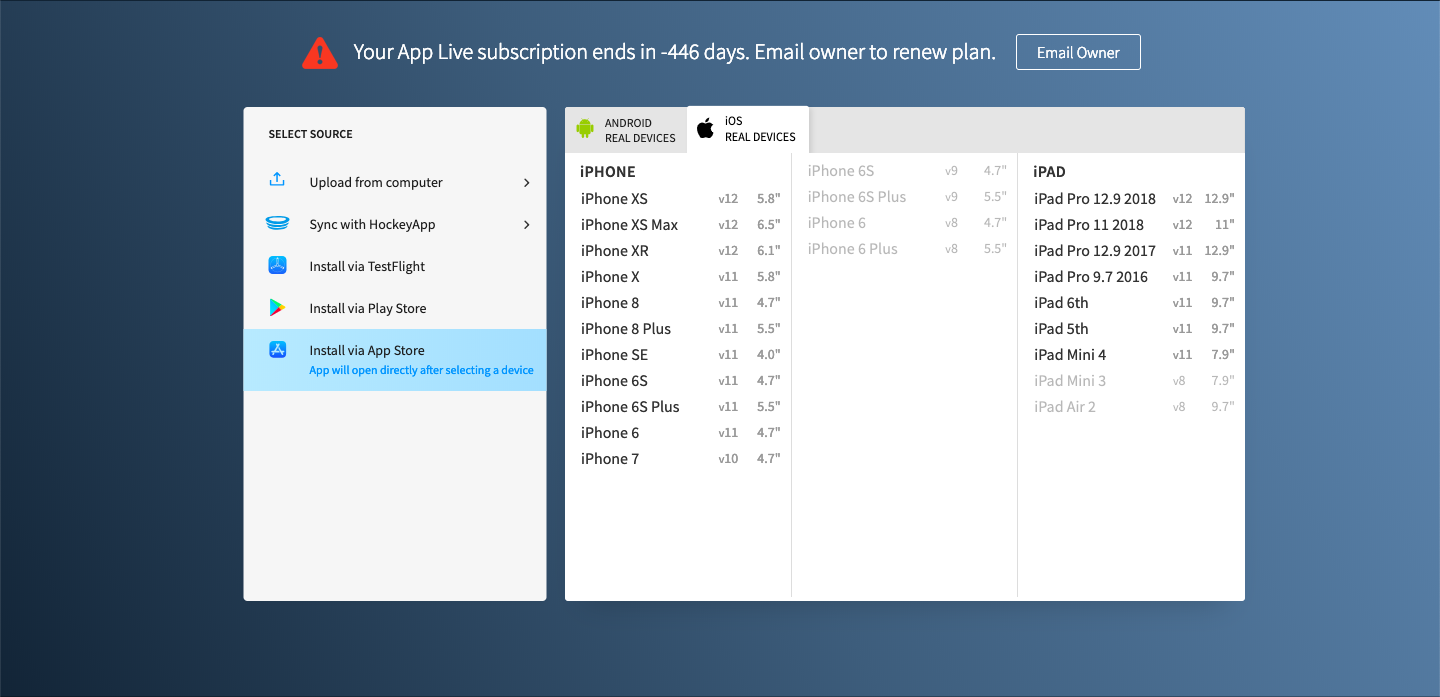 Your App Live subscription ends in -446 days. Email owner to renew plan.
Email Owner
SELECT SOURCE
Upload from computer
Sync with HockeyApp
Install via TestFlight
Install via Play Store
Install via App Store
App will open directly after selecting a device
ANDROID
REAL DEVICES
iOS
REAL DEVICES
iPHONE
iPhone XS v12 5.8"
iPhone XS Max v12 6.5"
iPhone XR v12 6.1"
iPhone X v11 5.8"
iPhone 8 v11 4.7"
iPhone 8 Plus v11 5.5"
iPhone SE v11 4.0"
iPhone 6S v11 4.7"
iPhone 6S Plus v11 5.5"
iPhone 6 v11 4.7"
iPhone 7 v10 4.7"
iPhone 6S v9 4.7"
iPhone 6S Plus v9 5.5"
iPhone 6 v8 4.7"
iPhone 6 Plus v8 5.5"
iPAD
iPad Pro 12.9 2018 v12 12.9"
iPad Pro 11 2018 v12 11"
iPad Pro 12.9 2017 v11 12.9"
iPad Pro 9.7 2016 v11 9.7"
iPad 6th v11 9.7"
iPad 5th v11 9.7"
iPad Mini 4 v11 7.9"
iPad Mini 3 v8 7.9"
iPad Air 2 v8 9.7"